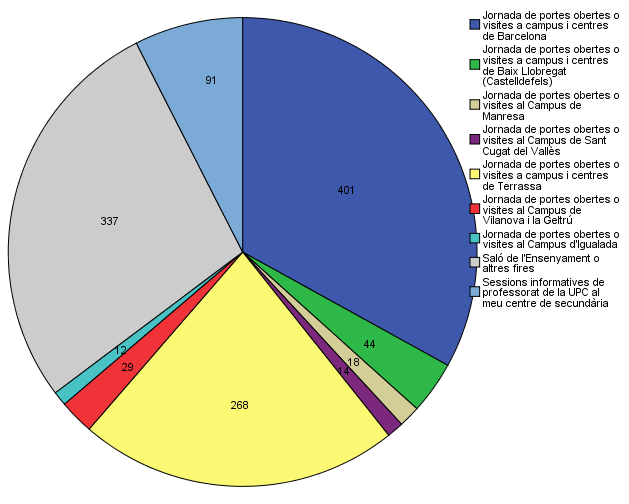 Jornada de portes obertes o
visites a campus i centres
de Barcelona
Jornada de portes obertes o
visites a campus i centres
de Baix Llobregat
(Castelldefels)
Jornada de portes obertes o
visites al Campus de
Manresa
Jornada de portes obertes o
visites al Campus de Sant
Cugat del Vallès
Jornada de portes obertes o
visites a campus i centres
de Terrassa
Jornada de portes obertes o
visites al Campus de
Vilanova i la Geltrú
Jornada de portes obertes o
visites al Campus d'Igualada
Saló de l'Ensenyament o
altres fires
Sessions informatives de
professorat de la UPC al
meu centre de secundària
91
401
337
44
12
18
29
14
268